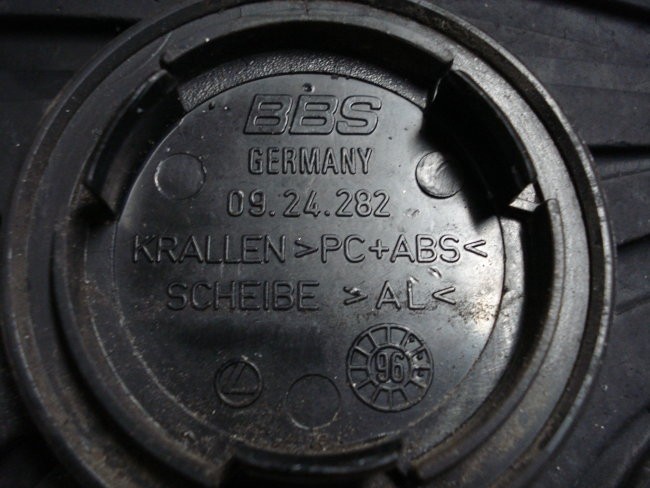 BBS
GERMANY
09.24.282
KRALLEN >PC+ABS<
SCHEIBE >AL<
96